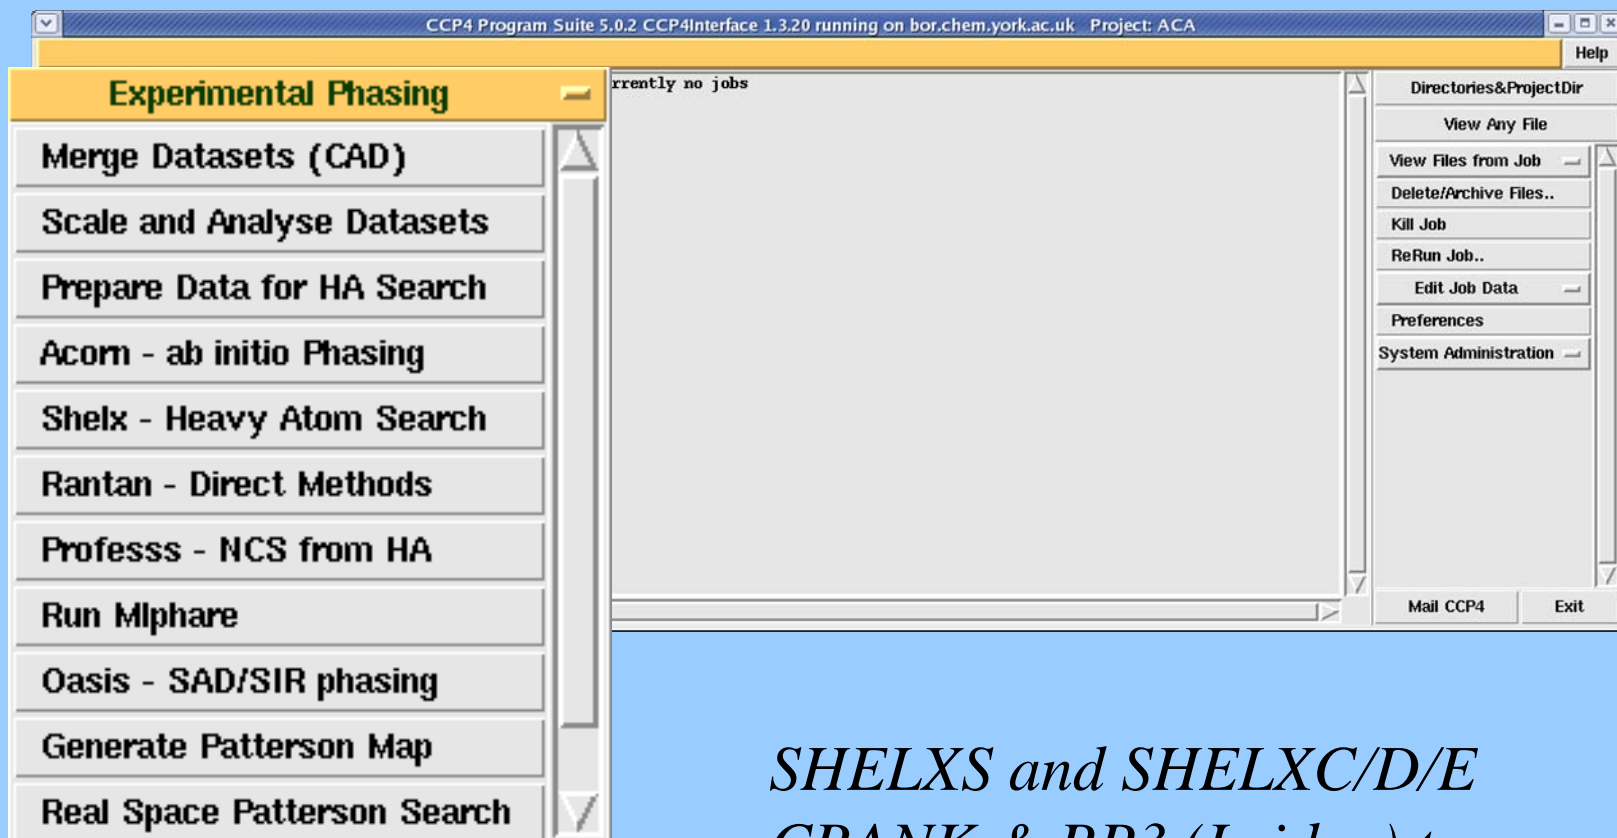 CCP4 Program Suite 5.0.2 CCP4Interface 1.3.20 running on bor.chem.york.ac.uk Project: ACA
Help
Experimental Phasing
Merge Datasets (CAD)
Scale and Analyse Datasets
Prepare Data for HA Search
Acorn - ab initio Phasing
Shelx - Heavy Atom Search
Rantan - Direct Methods
Professs - NCS from HA
Run Mlphare
Oasis - SAD/SIR phasing
Generate Patterson Map
Real Space Patterson Search
rrently no jobs
Directories&ProjectDir
View Any File
View Files from Job
Delete/Archive Files..
Kill Job
ReRun Job..
Edit Job Data
Preferences
System Administration
Mail CCP4 Exit
SHELXS and SHELXC/D/E
CRANK &